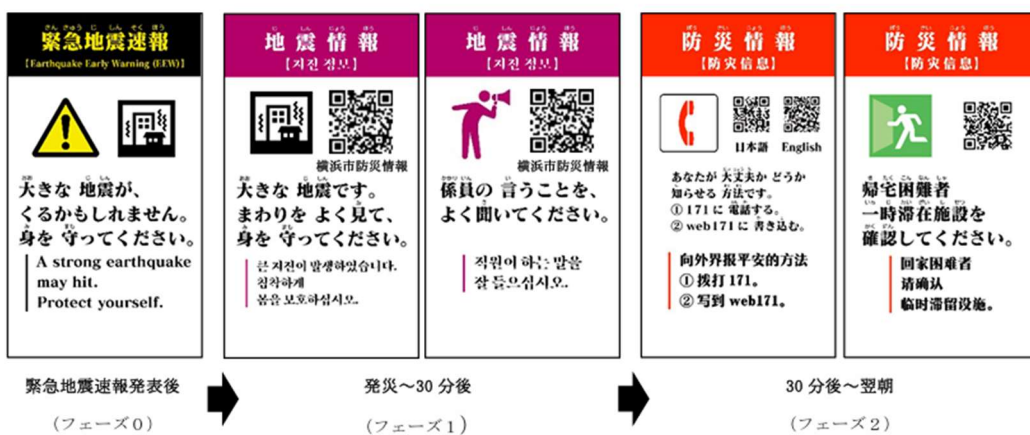 緊急地震速報
【Earthquake Early Warning (EEW)】
大きな 地震が、
くるかもしれません。
身を 守ってください。
A strong earthquake
may hit.
Protect yourself.
地震情報
【지진 정보】
横浜市防災情報
大きな 地震です。
まわりを よく見て、
身を 守ってください。
큰 지진이 발생하였습니다.
침착하게
몸을 보호하십시오.
地震情報
【지진 정보】
横浜市防災情報
係員の 言うことを、
よく聞いてください。
직원이 하는 말을
잘 들으십시오.
防災情報
【防灾信息】
日本語 English
あなたが 大丈夫か どうか
知らせる 方法です。
① 171 に 電話する。
② web171 に 書き込む。
向外界报平安的方法
① 拨打 171。
② 写到 web171。
防災情報
【防灾信息】
帰宅困難者
一時滞在施設を
確認してください。
回家困难者
请确认
临时滞留设施。
緊急地震速報発表後
(フェーズ0)
発災～30 分後
(フェーズ1)
30 分後～翌朝
(フェーズ2)